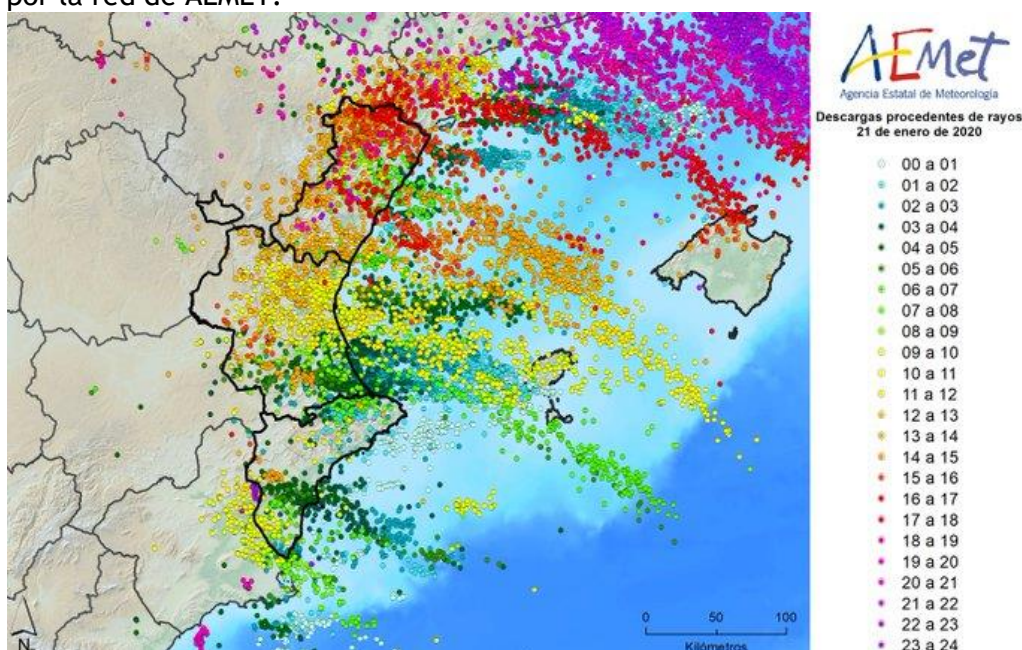 por la red de AEMET.
AEMet
Agencia Estatal de Meteorología
Descargas procedentes de rayos
21 de enero de 2020
00 a 01
01 a 02
02 a 03
03 a 04
04 a 05
05 a 06
06 a 07
07 a 08
08 a 09
09 a 10
10 a 11
11 a 12
12 a 13
13 a 14
14 a 15
15 a 16
16 a 17
17 a 18
18 a 19
19 a 20
20 a 21
21 a 22
22 a 23
23 a 24
0 50 100
Kilómetros
N